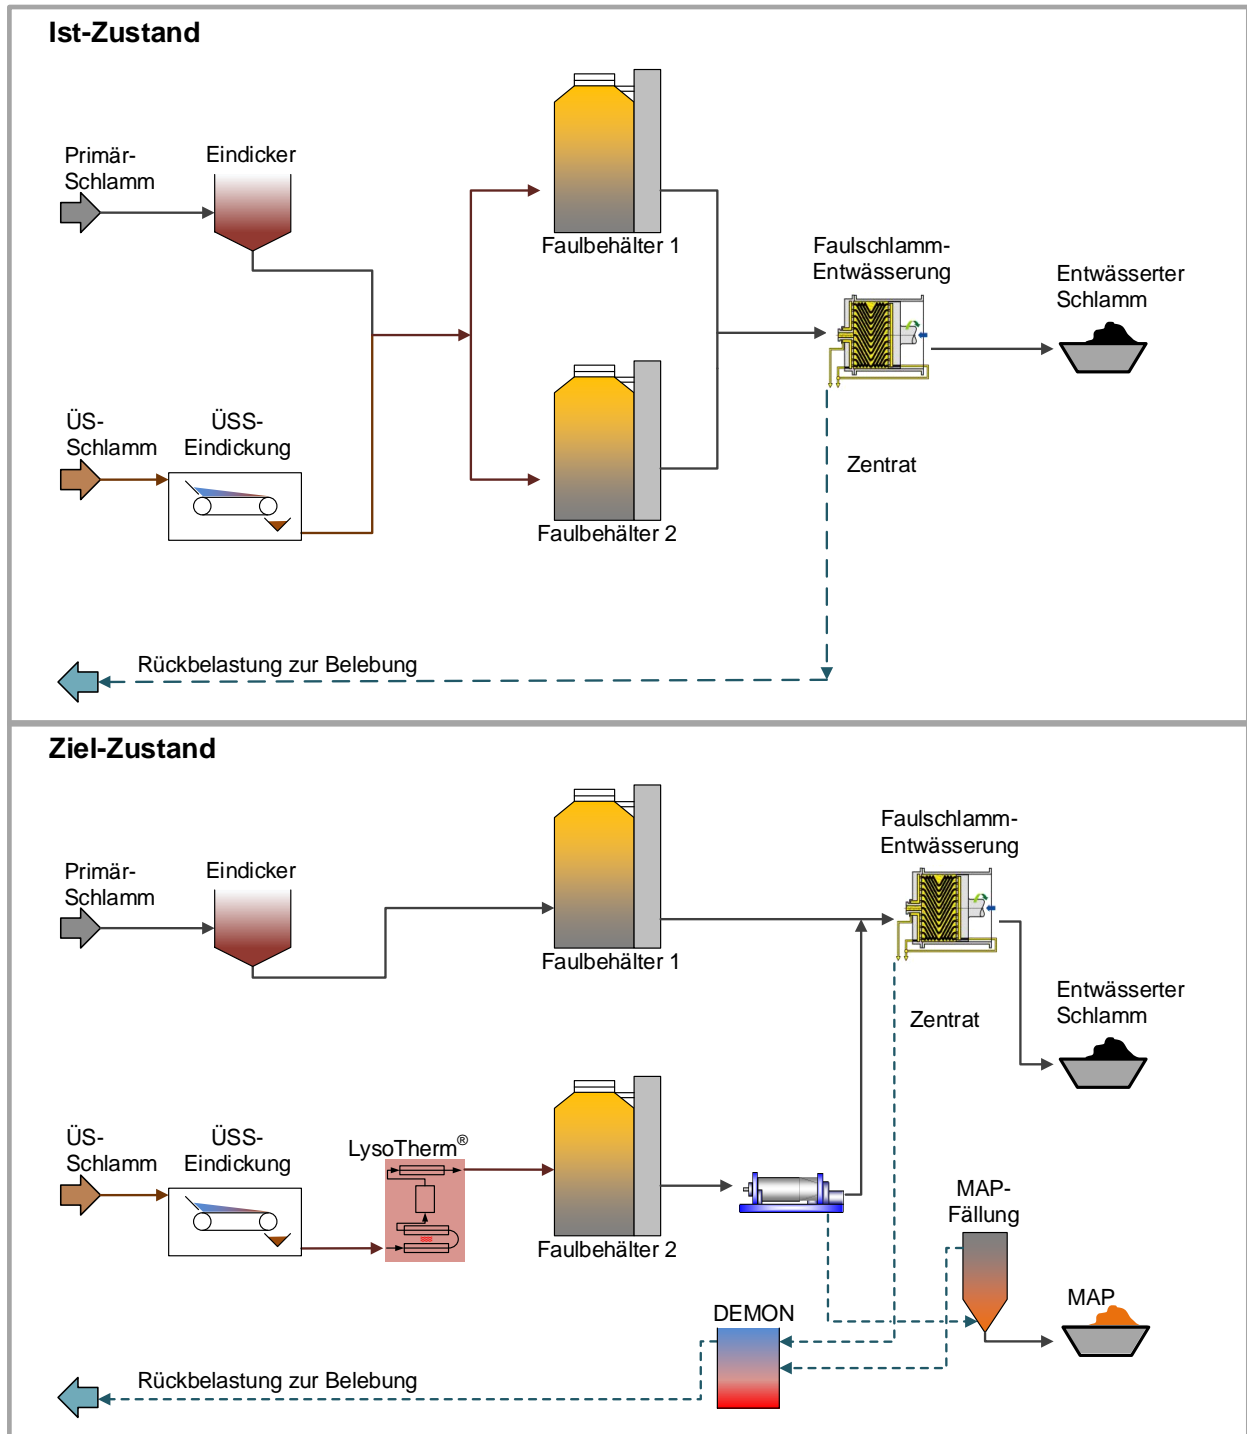 Ist-Zustand
Primär-
Schlamm
Eindicker
Faulbehälter 1
Faulschlamm-
Entwässerung
Entwässerter
Schlamm
ÜS-
Schlamm
ÜSS-
Eindickung
Faulbehälter 2
Zentrat
Rückbelastung zur Belebung
Ziel-Zustand
Primär-
Schlamm
Eindicker
Faulbehälter 1
Faulschlamm-
Entwässerung
Zentrat
Entwässerter
Schlamm
ÜS-
Schlamm
ÜSS-
Eindickung
LysoTherm®
Faulbehälter 2
MAP-
Fällung
MAP
DEMON
Rückbelastung zur Belebung